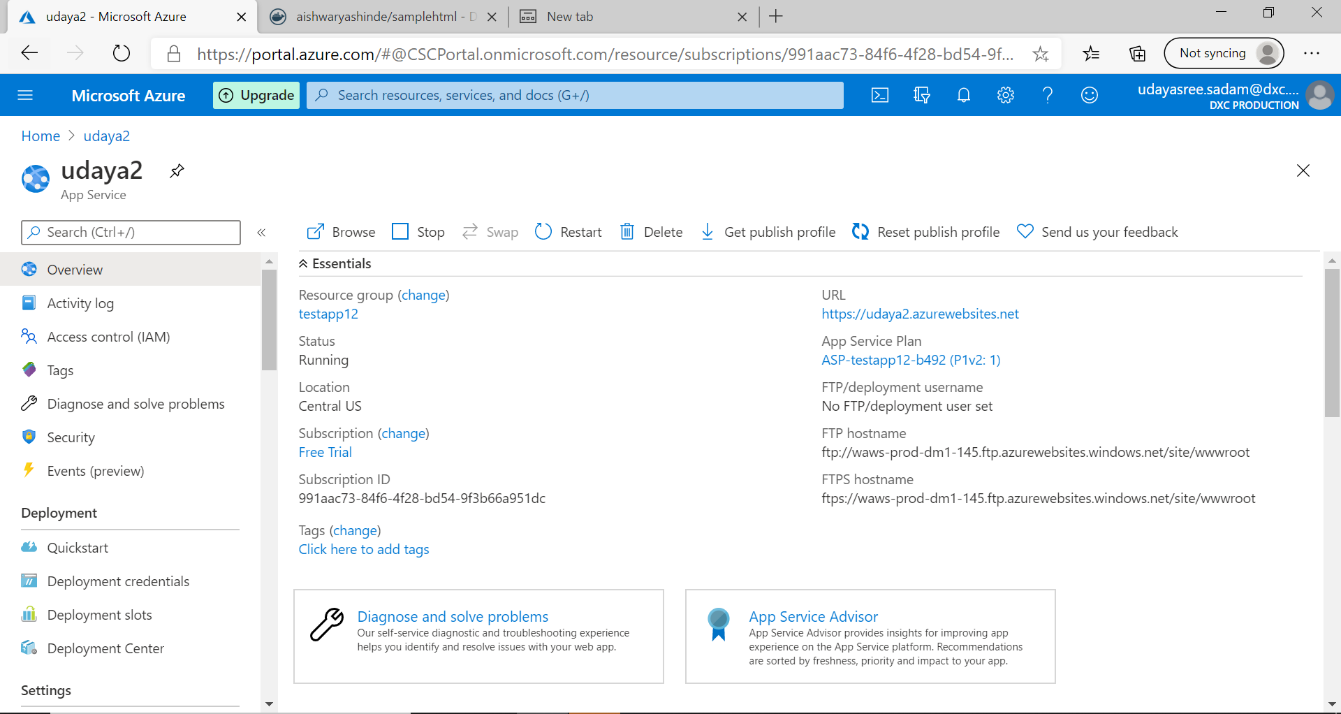 udaya2 - Microsoft Azure
aishwaryashinde/samplehtml - D
New tab
https://portal.azure.com/#@CSCPortal.onmicrosoft.com/resource/subscriptions/991aac73-84f6-4f28-bd54-9f...
Not syncing
Microsoft Azure
Upgrade
Search resources, services, and docs (G+/)
udayasree.sadam@dxc....
DXC PRODUCTION
Home > udaya2
udaya2
App Service
Search (Ctrl+/)
«
Browse
Stop
Swap
Restart
Delete
Get publish profile
Reset publish profile
Send us your feedback
Overview
Activity log
Access control (IAM)
Tags
Diagnose and solve problems
Security
Events (preview)
Deployment
Quickstart
Deployment credentials
Deployment slots
Deployment Center
Settings
Essentials
Resource group (change)
testapp12
Status
Running
Location
Central US
Subscription (change)
Free Trial
Subscription ID
991aac73-84f6-4f28-bd54-9f3b66a951dc
Tags (change)
Click here to add tags
URL
https://udaya2.azurewebsites.net
App Service Plan
ASP-testapp12-b492 (P1v2: 1)
FTP/deployment username
No FTP/deployment user set
FTP hostname
ftp://waws-prod-dm1-145.ftp.azurewebsites.windows.net/site/wwwroot
FTPS hostname
ftps://waws-prod-dm1-145.ftp.azurewebsites.windows.net/site/wwwroot
Diagnose and solve problems
Our self-service diagnostic and troubleshooting experience
helps you identify and resolve issues with your web app.
App Service Advisor
App Service Advisor provides insights for improving app
experience on the App Service platform. Recommendations
are sorted by freshness, priority and impact to your app.